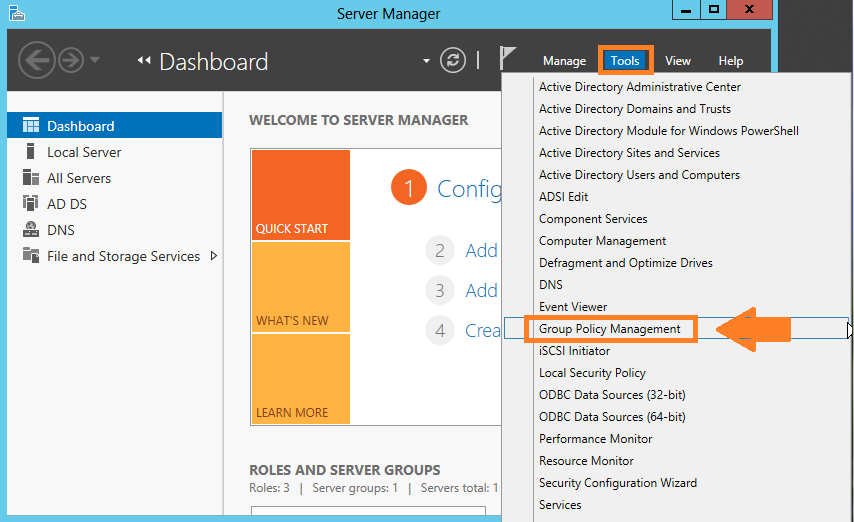 Server Manager
Dashboard
Manage Tools View Help
Dashboard
Local Server
All Servers
AD DS
DNS
File and Storage Services
WELCOME TO SERVER MANAGER
QUICK START
WHAT'S NEW
LEARN MORE
1 Config
2 Add
3 Add
4 Crea
ROLES AND SERVER GROUPS
Roles: 3 | Server groups: 1 | Servers total: 1
Active Directory Administrative Center
Active Directory Domains and Trusts
Active Directory Module for Windows PowerShell
Active Directory Sites and Services
Active Directory Users and Computers
ADSI Edit
Component Services
Computer Management
Defragment and Optimize Drives
DNS
Event Viewer
Group Policy Management
iSCSI Initiator
Local Security Policy
ODBC Data Sources (32-bit)
ODBC Data Sources (64-bit)
Performance Monitor
Resource Monitor
Security Configuration Wizard
Services